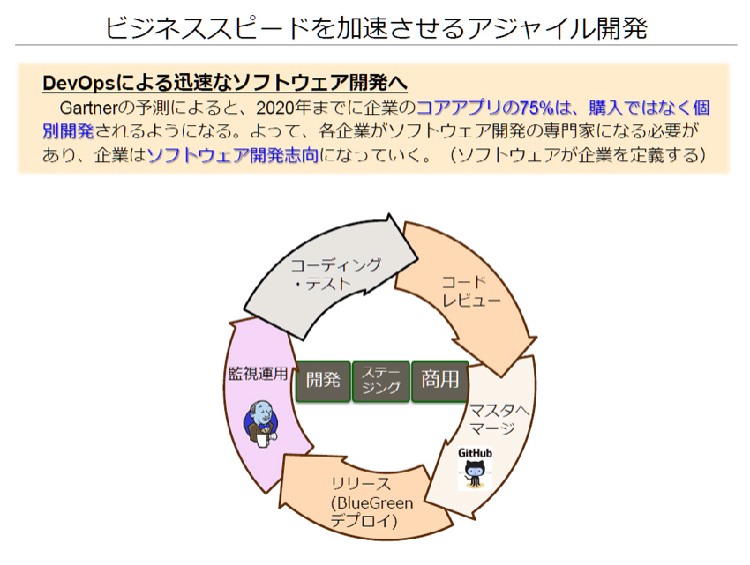 ビジネススピードを加速させるアジャイル開発
DevOpsによる迅速なソフトウェア開発へ
Gartnerの予測によると、2020年までに企業のコアアプリの75%は、購入ではなく個
別開発されるようになる。よって、各企業がソフトウェア開発の専門家になる必要が
あり、企業はソフトウェア開発志向になっていく。（ソフトウェアが企業を定義する）
コーディング
・テスト
コード
レビュー
監視運用
開発
ステー
ジング
商用
マスタへ
マージ
GitHub
リリース
(BlueGreen
デプロイ)